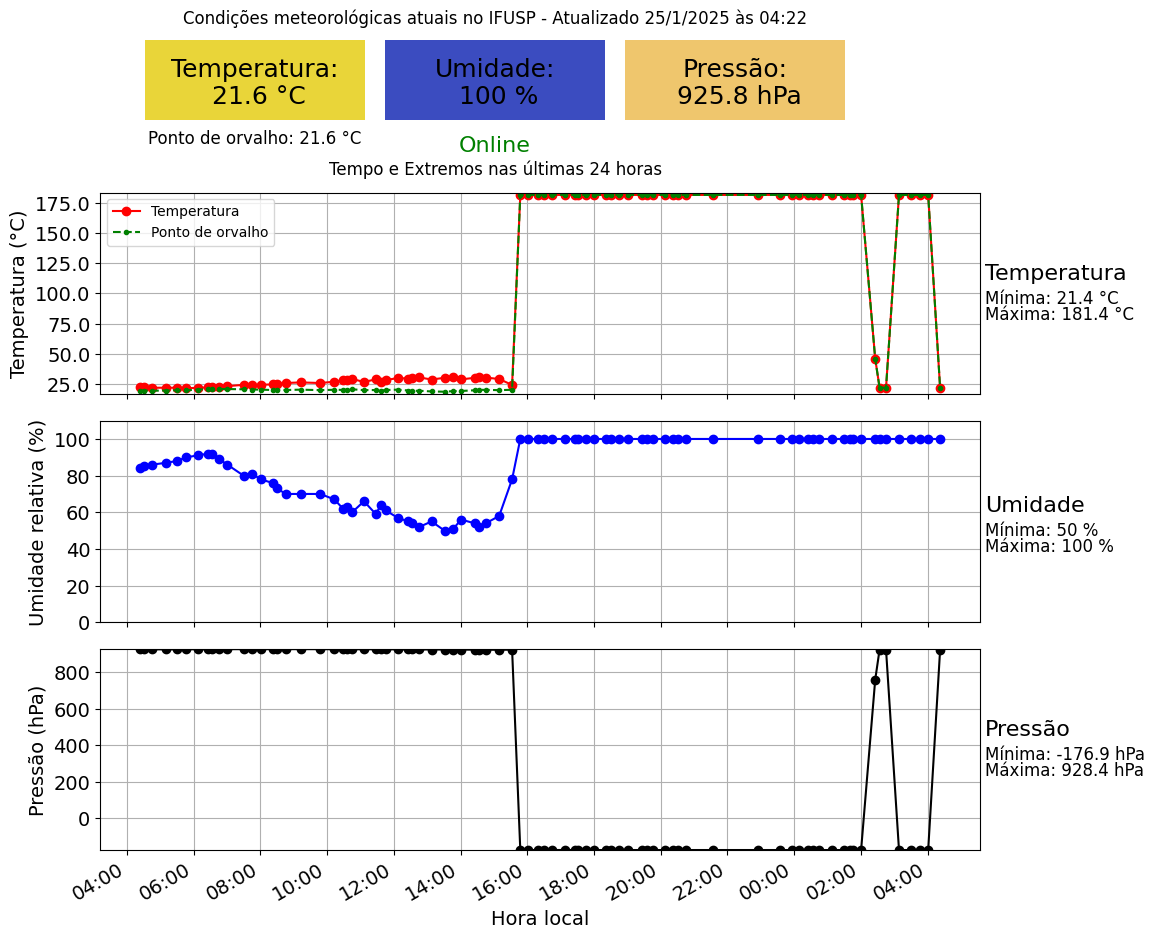 Condições meteorológicas atuais no IFUSP - Atualizado 25/1/2025 às 04:22
Temperatura:
21.6 °C
Umidade:
100 %
Pressão:
925.8 hPa
Ponto de orvalho: 21.6 °C
Online
Tempo e Extremos nas últimas 24 horas
Temperatura (°C)
175.0
150.0
125.0
100.0
75.0
50.0
25.0
Temperatura
Ponto de orvalho
Temperatura
Mínima: 21.4 °C
Máxima: 181.4 °C
Umidade relativa (%)
100
80
60
40
20
0
Umidade
Mínima: 50 %
Máxima: 100 %
Pressão (hPa)
800
600
400
200
0
Pressão
Mínima: -176.9 hPa
Máxima: 928.4 hPa
04:00 06:00 08:00 10:00 12:00 14:00 16:00 18:00 20:00 22:00 00:00 02:00 04:00
Hora local